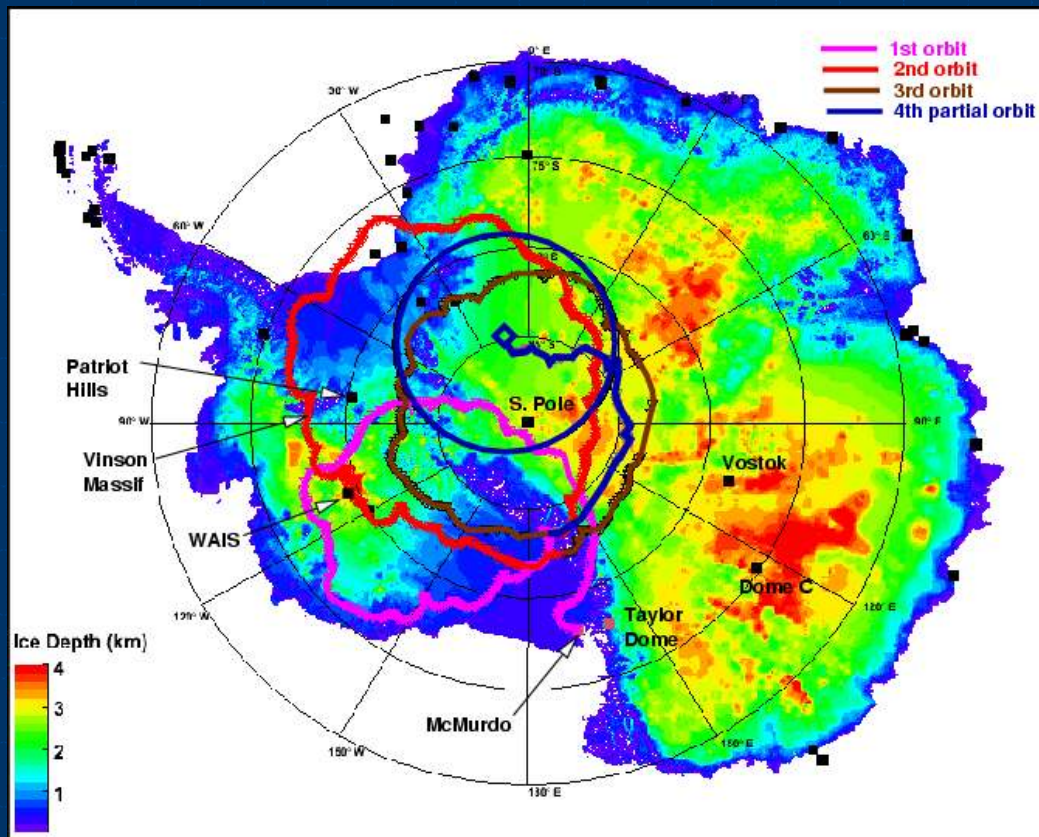 1st orbit
2nd orbit
3rd orbit
4th partial orbit
0° E
30° W
75° S
60° W
60° E
Patriot
Hills
S. Pole
90° W
90° E
Vinson
Massif
Vostok
WAIS
Dome C
120° W
120° E
Taylor
Dome
Ice Depth (km)
4
3
2
1
McMurdo
150° W
150° E